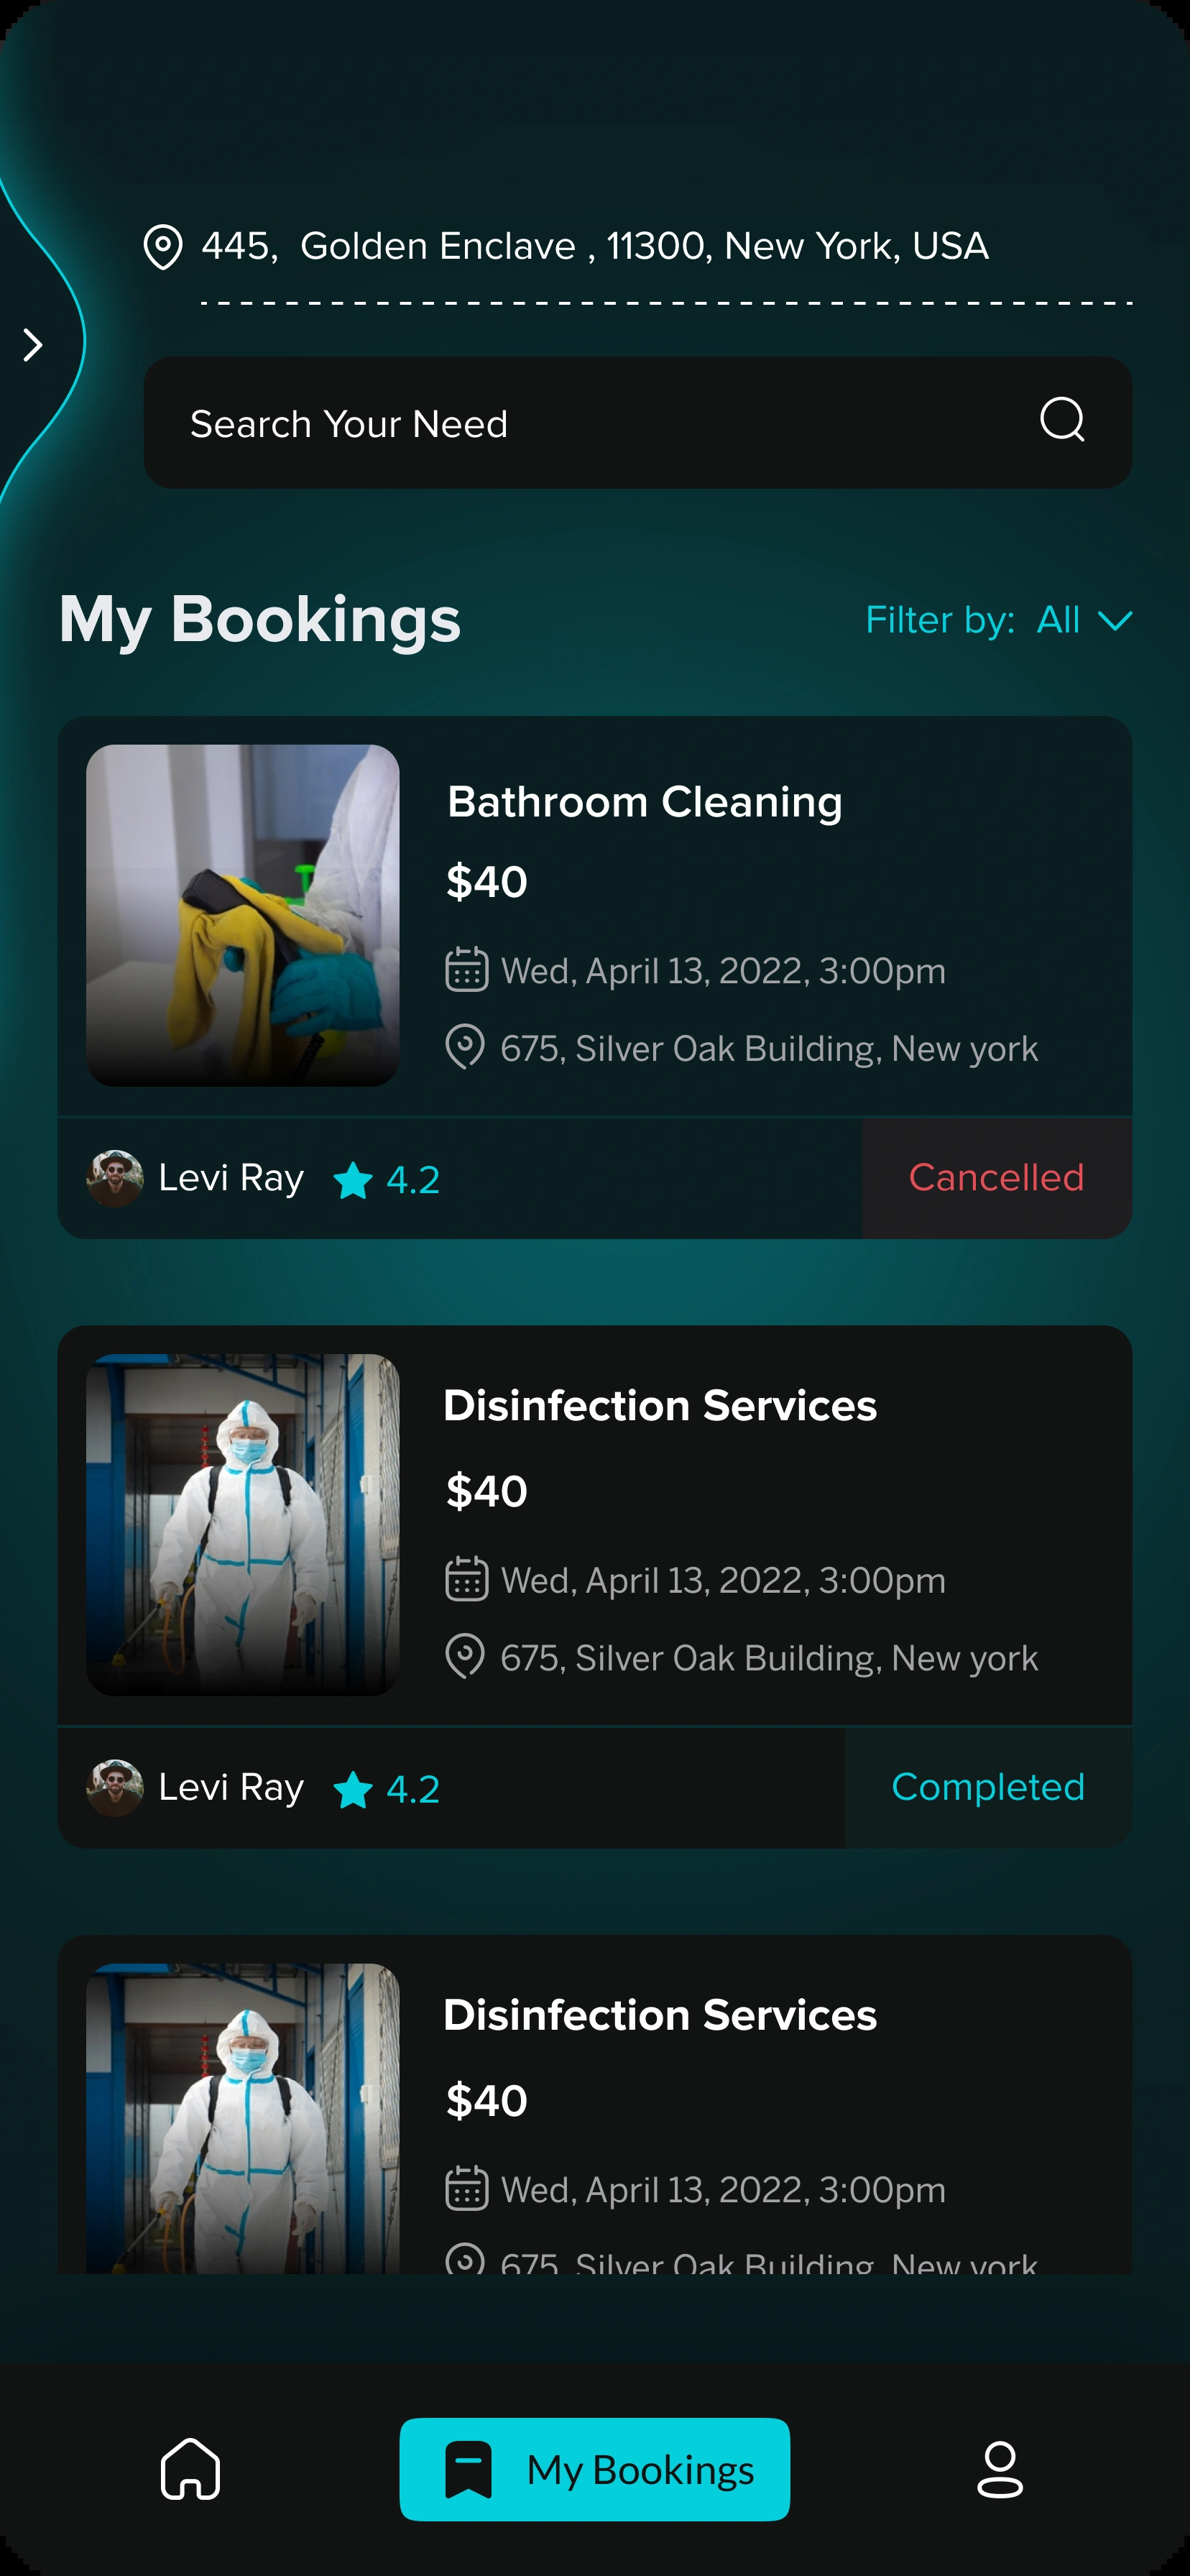 445,  Golden Enclave , 11300, New York, USA
Search Your Need
My Bookings
Filter by:  All
Bathroom Cleaning
$40
Wed, April 13, 2022, 3:00pm
675, Silver Oak Building, New york
Levi Ray 4.2
Cancelled
Disinfection Services
$40
Wed, April 13, 2022, 3:00pm
675, Silver Oak Building, New york
Levi Ray 4.2
Completed
Disinfection Services
$40
Wed, April 13, 2022, 3:00pm
675, Silver Oak Building, New york
My Bookings